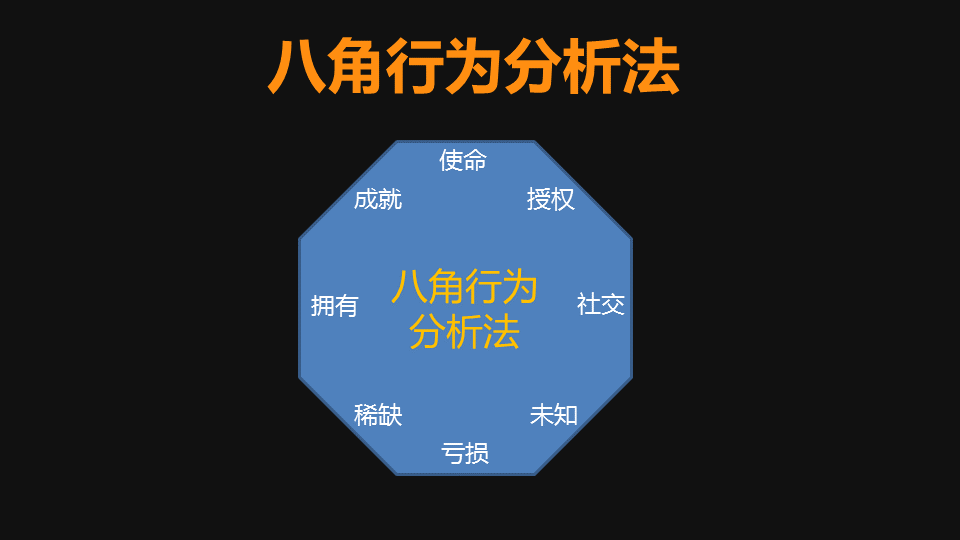 八角行为分析法
使命
成就
授权
八角行为
分析法
拥有
社交
稀缺
未知
亏损